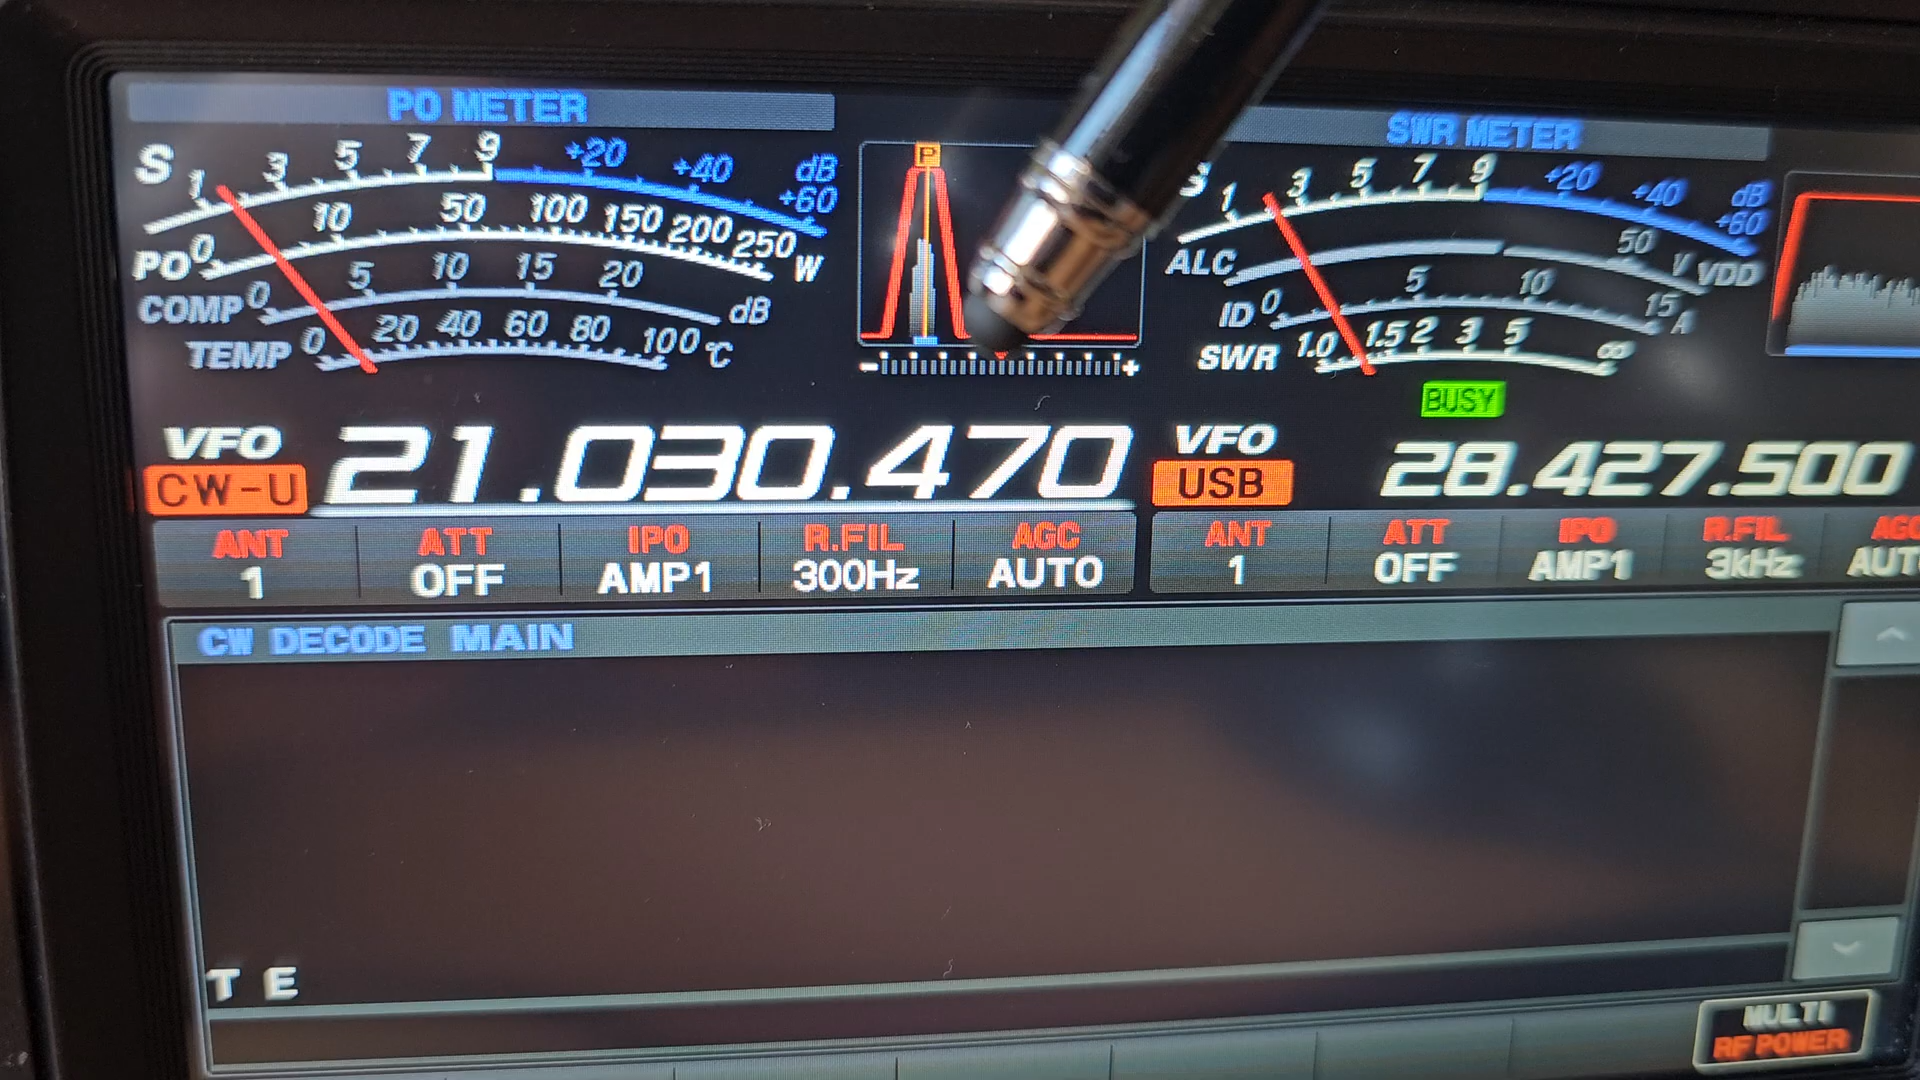 PO METER
S 1 3 5 7 9 +20 +40 +60 dB
PO 0 10 50 100 150 200 250 W
COMP 0 5 10 15 20 dB
TEMP 0 20 40 60 80 100 °C
P
- +
SWR METER
S 1 3 5 7 9 +20 +40 +60 dB
ALC 50 V VDD
ID 0 5 10 15 A
SWR 1.0 1.5 2 3 5 ∞
BUSY
VFO
CW-U
21.030.470
VFO
USB
28.427.500
ANT ATT IPO R.FIL AGC
1 OFF AMP1 300Hz AUTO
ANT ATT IPO R.FIL
1 OFF AMP1 3kHz
CW DECODE MAIN
T E
MULTI
RF POWER